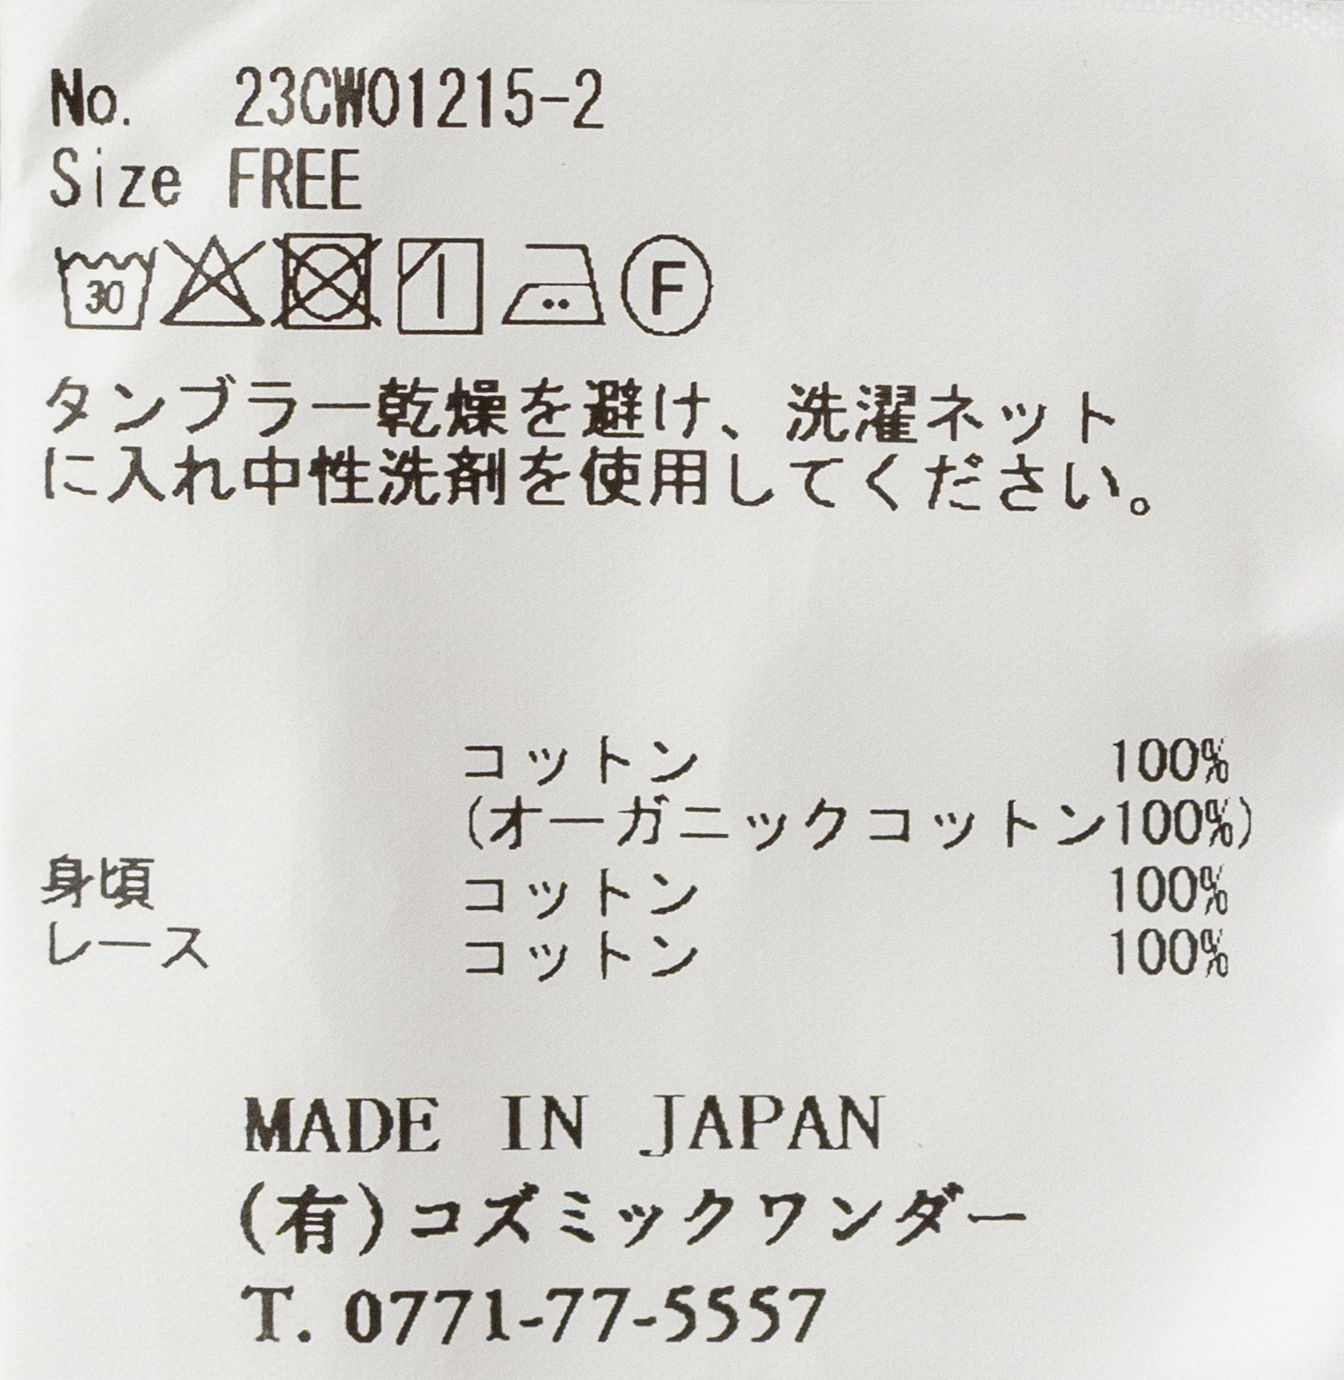 No. 23CW01215-2
Size FREE
30 F
タンブラー乾燥を避け、洗濯ネット
に入れ中性洗剤を使用してください。
コットン 100%
(オーガニックコットン100%)
身頃 コットン 100%
レース コットン 100%
MADE IN JAPAN
(有)コズミックワンダー
T. 0771-77-5557